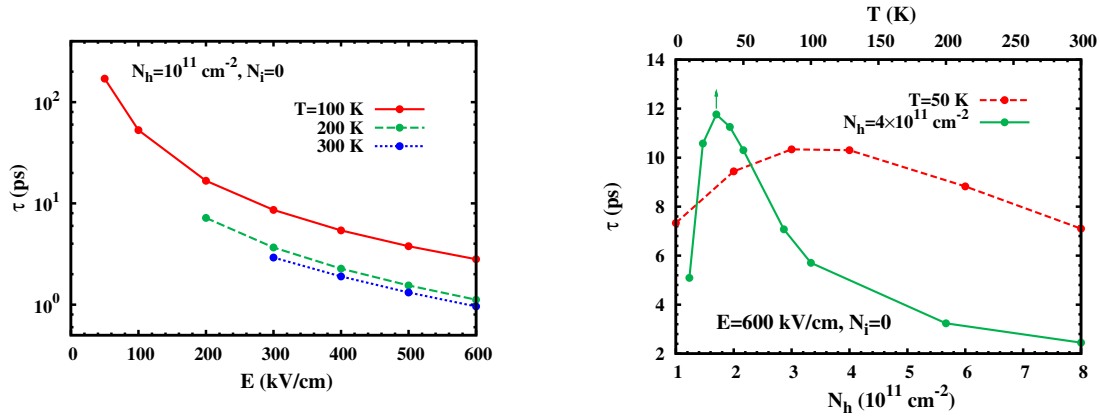 N_h=10^11 cm^-2, N_i=0
T=100 K
200 K
300 K
τ (ps)
10^2
10^1
10^0
0 100 200 300 400 500 600
E (kV/cm)
T (K)
0 50 100 150 200 250 300
T=50 K
N_h=4×10^11 cm^-2
τ (ps)
14
12
10
8
6
4
2
E=600 kV/cm, N_i=0
1 2 3 4 5 6 7 8
N_h (10^11 cm^-2)